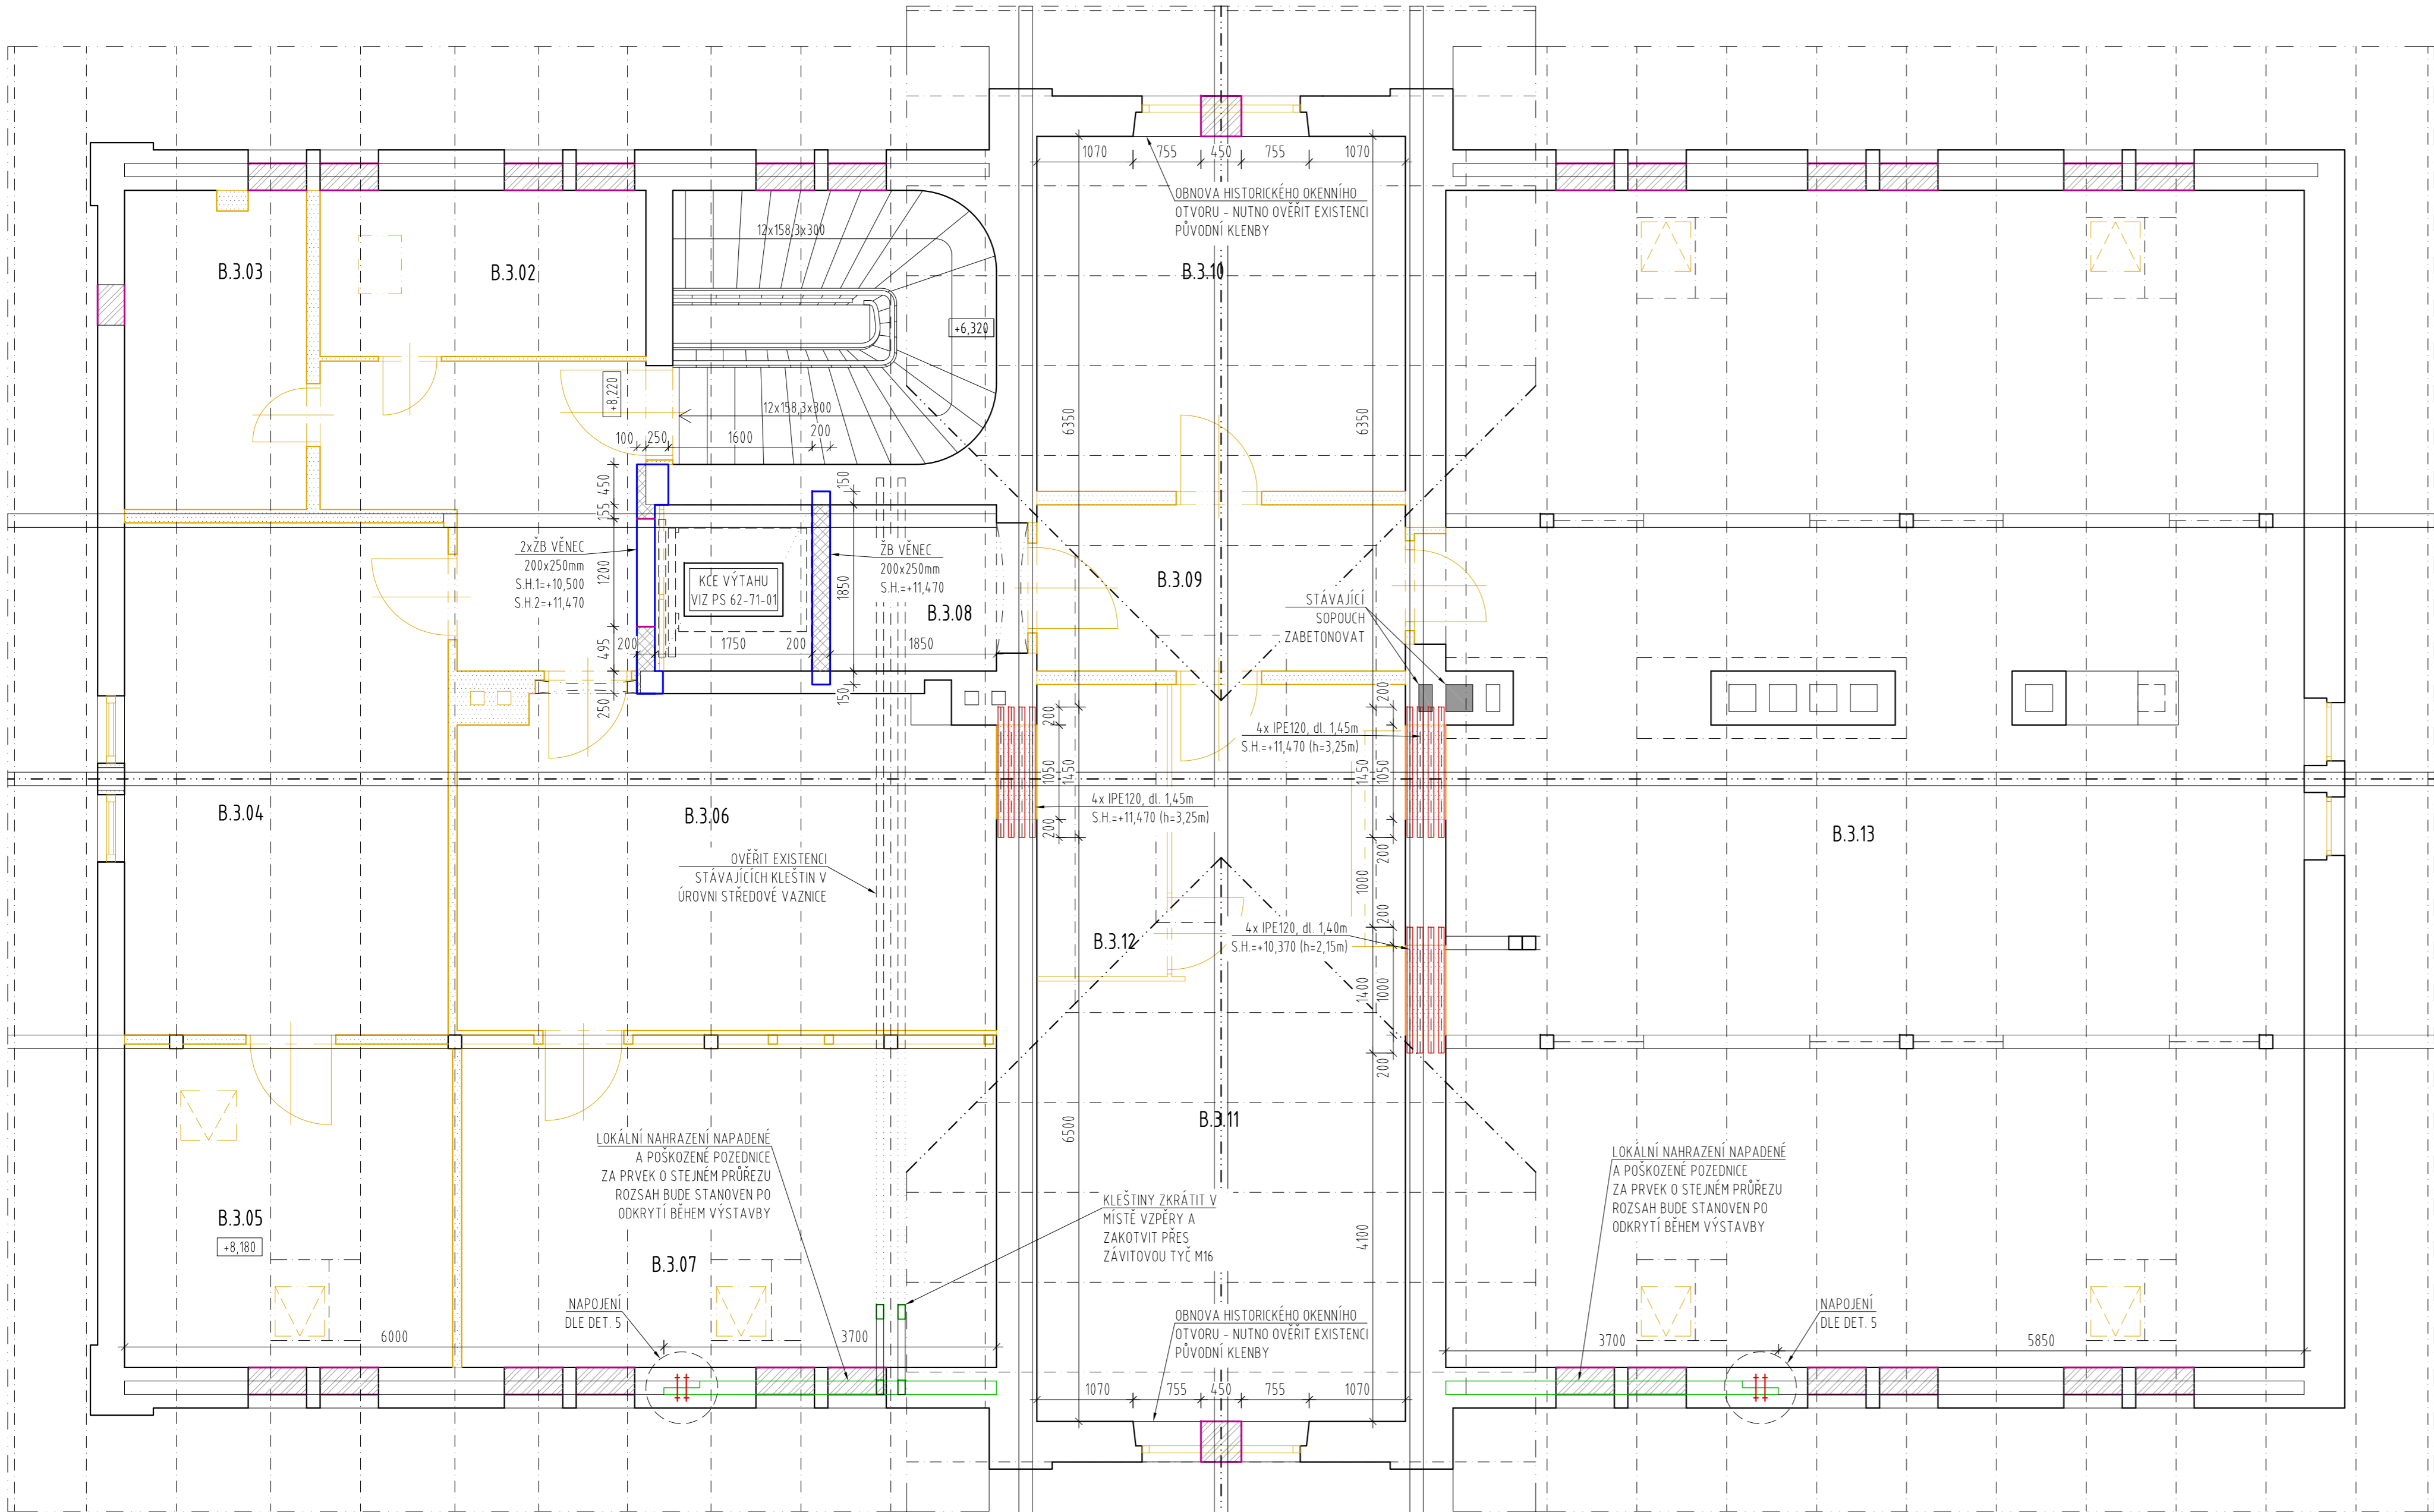 1070
755
450
755
1070
OBNOVA HISTORICKÉHO OKENNÍHO
OTVORU - NUTNO OVĚŘIT EXISTENCI
PŮVODNÍ KLENBY
12x158,3x300
B.3.03
B.3.02
B.3.10
+6,320
+8,220
12x158,3x300
6350
6350
100
250
1600
200
450
150
155
2xŽB VĚNEC
200x250mm
S.H.1=+10,500
S.H.2=+11,470
1200
KCE VÝTAHU
VIZ PS 62-71-01
1850
ŽB VĚNEC
200x250mm
S.H.=+11,470
B.3.08
B.3.09
STÁVAJÍCÍ
SOPOUCH
ZABETONOVAT
495
200
1750
200
1850
250
150
200
200
4x IPE120, dl. 1,45m
S.H.=+11,470 (h=3,25m)
1050
1450
1450
1050
4x IPE120, dl. 1,45m
S.H.=+11,470 (h=3,25m)
200
200
B.3.04
B.3.06
B.3.13
OVĚŘIT EXISTENCI
STÁVAJÍCÍCH KLEŠTIN V
ÚROVNI STŘEDOVÉ VAZNICE
1000
200
4x IPE120, dl. 1,40m
S.H.=+10,370 (h=2,15m)
B.3.12
1400
1000
200
6500
B.3.11
LOKÁLNÍ NAHRAZENÍ NAPADENÉ
A POŠKOZENÉ POZEDNICE
ZA PRVEK O STEJNÉM PRŮŘEZU
ROZSAH BUDE STANOVEN PO
ODKRYTÍ BĚHEM VÝSTAVBY
LOKÁLNÍ NAHRAZENÍ NAPADENÉ
A POŠKOZENÉ POZEDNICE
ZA PRVEK O STEJNÉM PRŮŘEZU
ROZSAH BUDE STANOVEN PO
ODKRYTÍ BĚHEM VÝSTAVBY
KLEŠTINY ZKRÁTIT V
MÍSTĚ VZPĚRY A
ZAKOTVIT PŘES
ZÁVITOVOU TYČ M16
4100
B.3.05
+8,180
B.3.07
NAPOJENÍ
DLE DET. 5
OBNOVA HISTORICKÉHO OKENNÍHO
OTVORU - NUTNO OVĚŘIT EXISTENCI
PŮVODNÍ KLENBY
NAPOJENÍ
DLE DET. 5
6000
3700
3700
5850
1070
755
450
755
1070